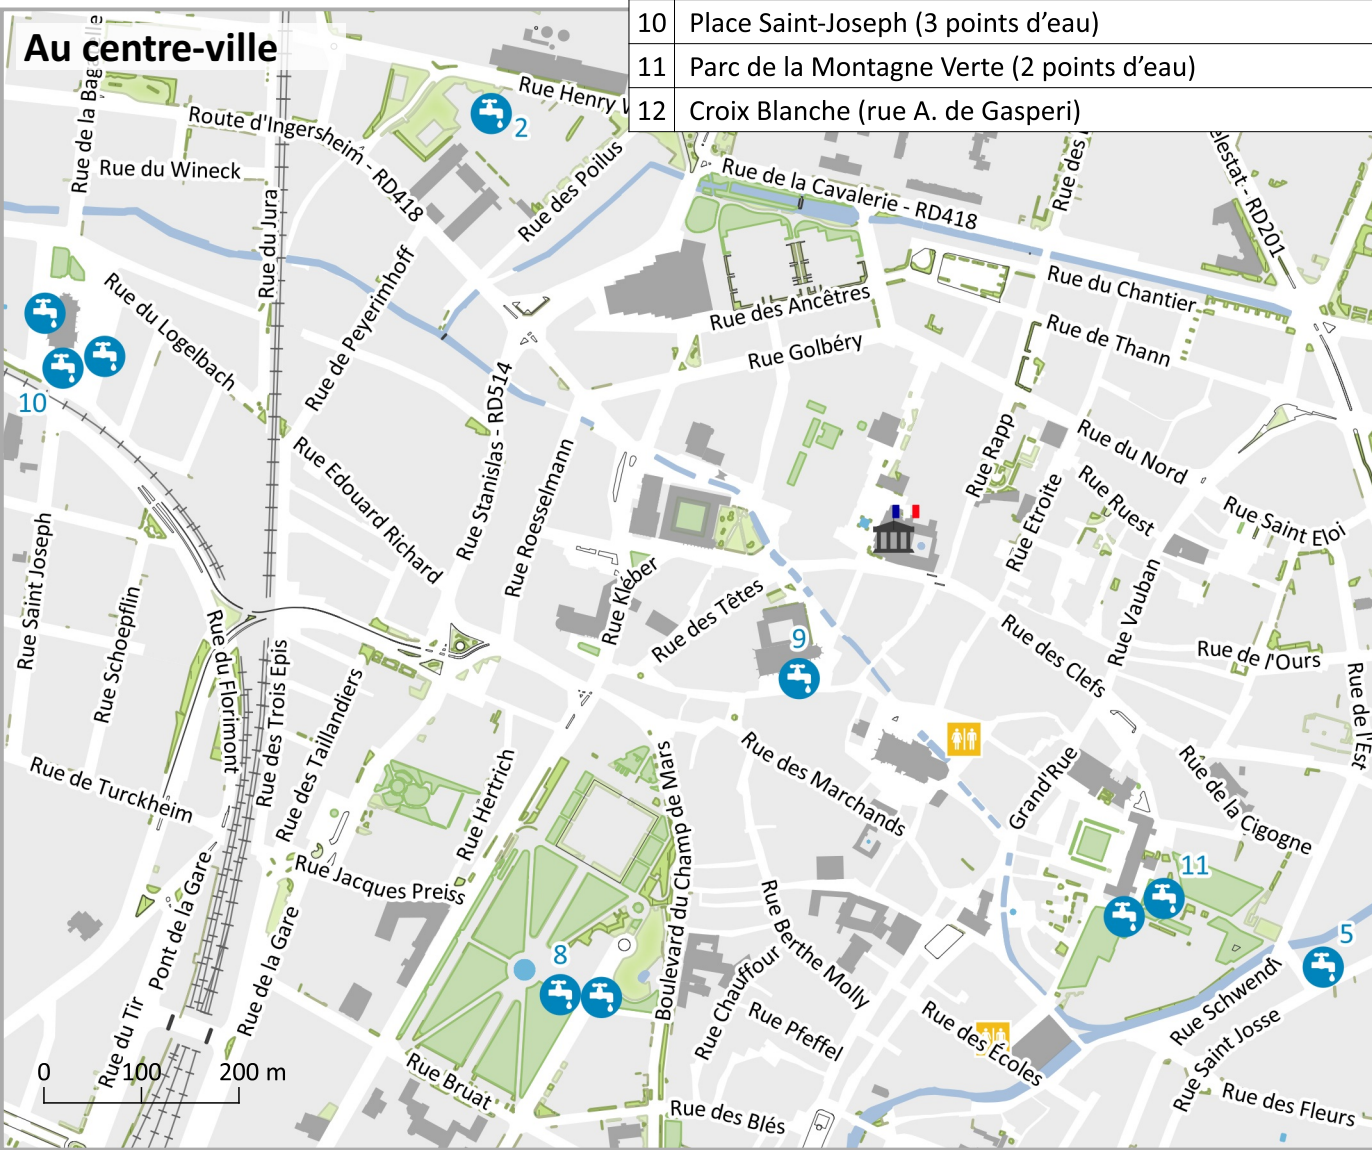 Au centre-ville
10 Place Saint-Joseph (3 points d’eau)
11 Parc de la Montagne Verte (2 points d’eau)
12 Croix Blanche (rue A. de Gasperi)
Rue de la Bagatelle
Rue Henry W
2
Route d'Ingersheim - RD418
Rue du Wineck
Rue des Poilus
Rue de la Cavalerie - RD418
Rue des
elestat - RD201
Rue du Jura
Rue de Peyerimhoff
Rue du Logelbach
Rue des Ancêtres
Rue Golbéry
Rue du Chantier
Rue de Thann
10
Rue Stanislas - RD514
Rue Edouard Richard
Rue Roesselmann
Rue Rapp
Rue du Nord
Rue Etroite
Rue Ruest
Rue Saint Eloi
Rue Saint Joseph
Rue Schoepflin
Rue Kléber
Rue des Têtes
Rue Vauban
9
Rue des Clefs
Rue de l'Ours
Rue de l'Est
Rue du Florimont
Rue des Trois Epis
Rue des Taillandiers
Rue de Turckheim
Rue Hertrich
Boulevard du Champ de Mars
Rue des Marchands
Grand'Rue
Rue de la Cigogne
Rue Jacques Preiss
Pont de la Gare
Rue de la Gare
11
8
5
Rue Berthe Molly
Rue Chauffour
Rue Pfeffel
Rue des Écoles
Rue Schwendi
Rue Saint Josse
Rue du Tir
Rue Bruat
Rue des Blés
Rue des Fleurs
0 100 200 m